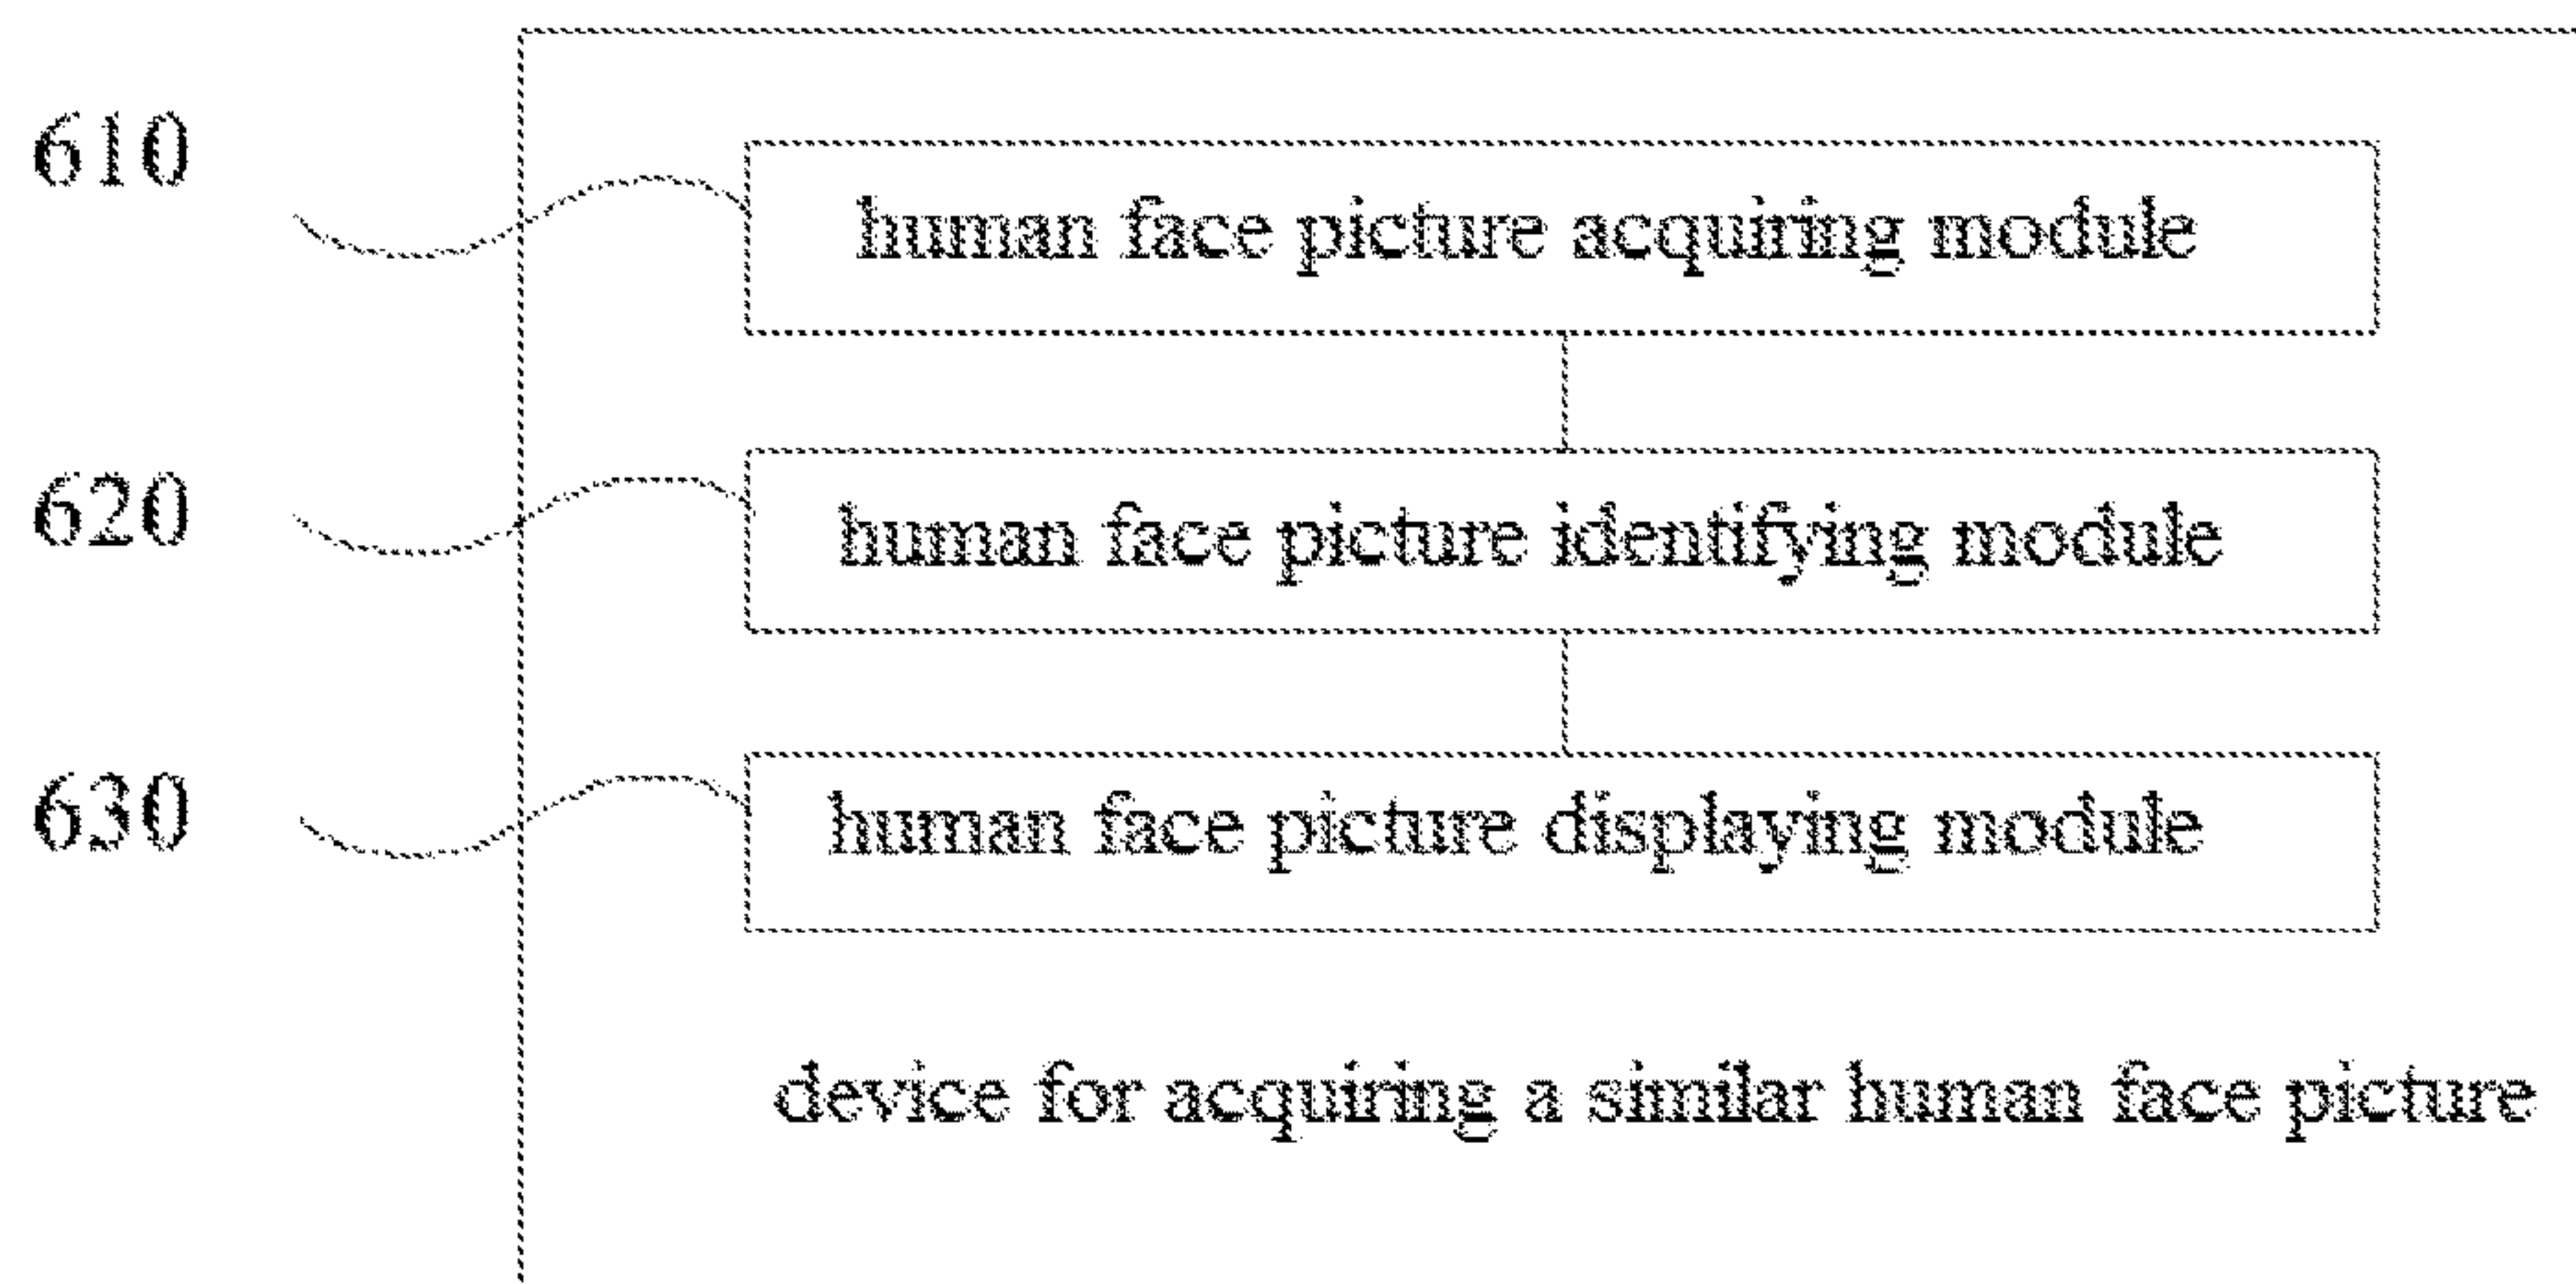 610
human face picture acquiring module
620
human face picture identifying module
630
human face picture displaying module
device for acquiring a similar human face picture